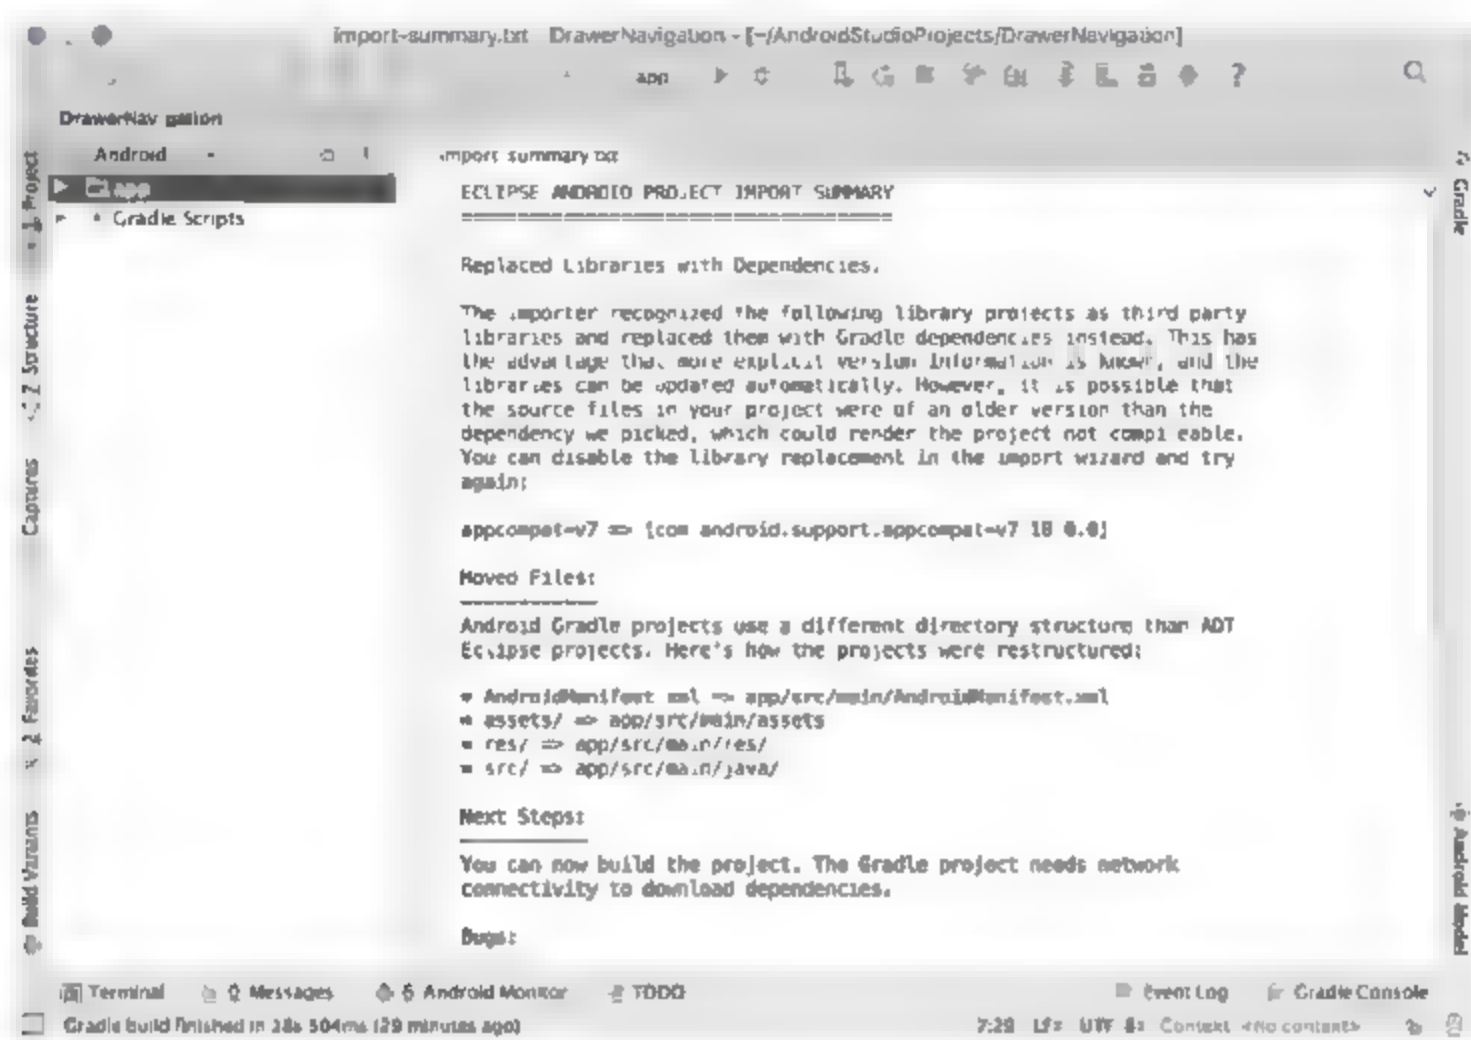 import-summary.txt DrawerNavigation - [~/AndroidStudioProjects/DrawerNavigation]
app
?
DrawerNavigation
Android
import-summary.txt
1: Project
app
Gradle Scripts
Gradle
ECLIPSE ANDROID PROJECT IMPORT SUMMARY
======================================
Replaced Libraries with Dependencies:
The importer recognized the following library projects as third party
libraries and replaced them with Gradle dependencies instead. This has
the advantage that more explicit version information is known, and the
libraries can be updated automatically. However, it is possible that
the source files in your project were of an older version than the
dependency we picked, which could render the project not compileable.
You can disable the library replacement in the import wizard and try
again:
appcompat-v7 => [com.android.support:appcompat-v7:18.0.0]
Moved Files:
------------
Android Gradle projects use a different directory structure than ADT
Eclipse projects. Here's how the projects were restructured:
* AndroidManifest.xml => app/src/main/AndroidManifest.xml
* assets/ => app/src/main/assets
* res/ => app/src/main/res/
* src/ => app/src/main/java/
Next Steps:
-----------
You can now build the project. The Gradle project needs network
connectivity to download dependencies.
Bugs:
7: Structure
Captures
2: Favorites
Build Variants
Android Model
Terminal
0: Messages
6: Android Monitor
TODO
Event Log
Gradle Console
Gradle build finished in 28s 504ms (29 minutes ago)
7:29 LF÷ UTF-8÷ Context: <no context>